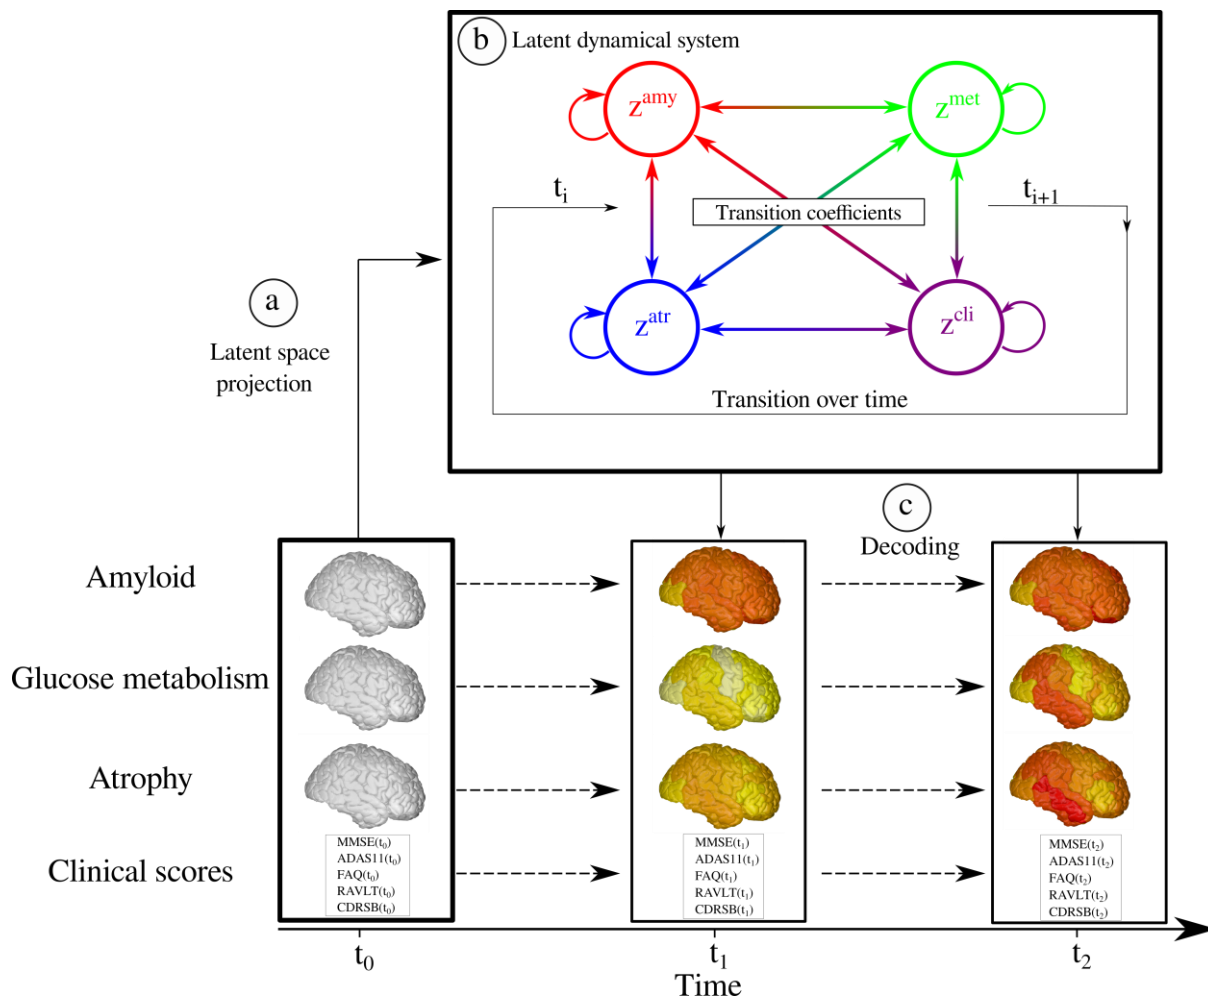 b
Latent dynamical system
z^amy
z^met
t_i
t_i+1
Transition coefficients
a
Latent space
projection
z^atr
z^cli
Transition over time
c
Decoding
Amyloid
Glucose metabolism
Atrophy
Clinical scores
MMSE(t_0)
ADAS11(t_0)
FAQ(t_0)
RAVLT(t_0)
CDRSB(t_0)
MMSE(t_1)
ADAS11(t_1)
FAQ(t_1)
RAVLT(t_1)
CDRSB(t_1)
MMSE(t_2)
ADAS11(t_2)
FAQ(t_2)
RAVLT(t_2)
CDRSB(t_2)
t_0
t_1
t_2
Time